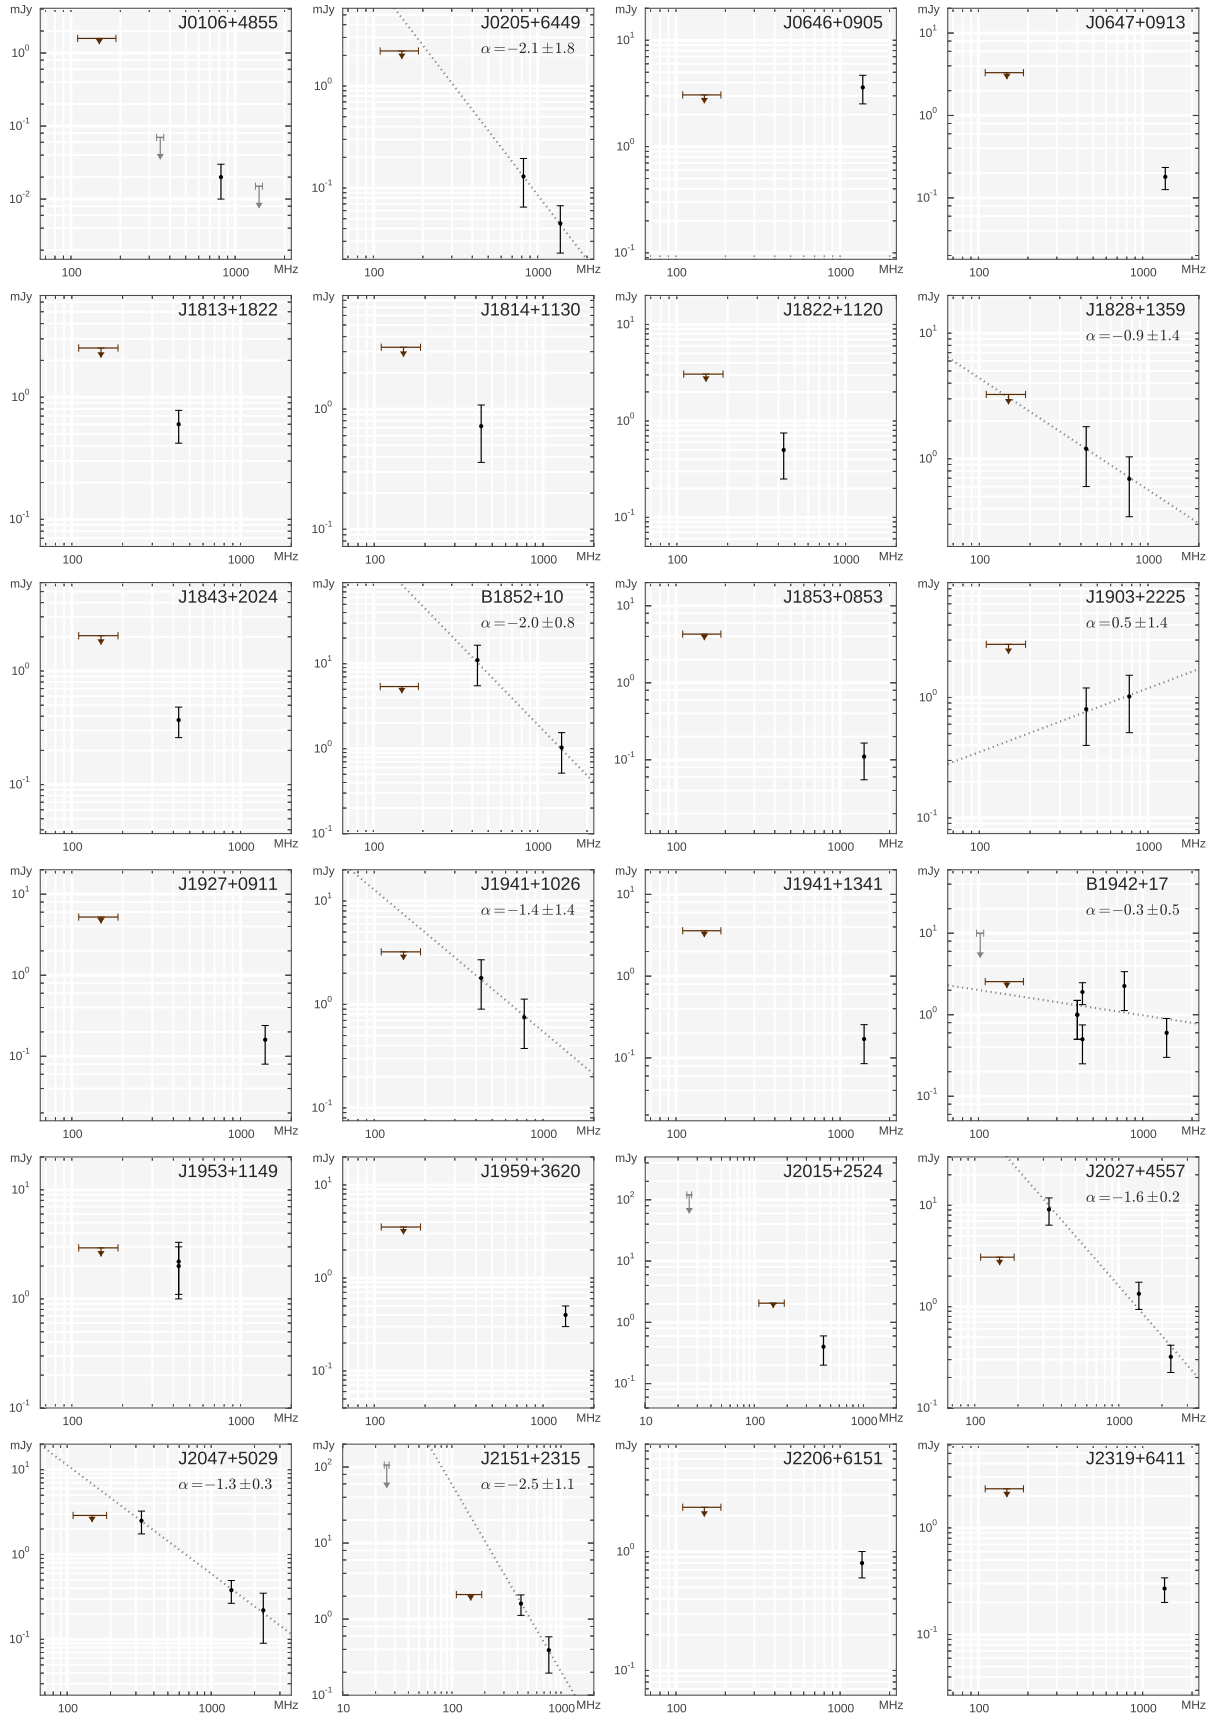 mJy J0106+4855
10^0
10^-1
10^-2
100 1000 MHz
mJy J0205+6449
α=−2.1±1.8
10^0
10^-1
100 1000 MHz
mJy J0646+0905
10^1
10^0
10^-1
100 1000 MHz
mJy J0647+0913
10^1
10^0
10^-1
100 1000 MHz
mJy J1813+1822
10^0
10^-1
100 1000 MHz
mJy J1814+1130
10^0
10^-1
100 1000 MHz
mJy J1822+1120
10^1
10^0
10^-1
100 1000 MHz
mJy J1828+1359
α=−0.9±1.4
10^1
10^0
100 1000 MHz
mJy J1843+2024
10^0
10^-1
100 1000 MHz
mJy B1852+10
α=−2.0±0.8
10^1
10^0
10^-1
100 1000 MHz
mJy J1853+0853
10^1
10^0
10^-1
100 1000 MHz
mJy J1903+2225
α=0.5±1.4
10^0
10^-1
100 1000 MHz
mJy J1927+0911
10^1
10^0
10^-1
100 1000 MHz
mJy J1941+1026
α=−1.4±1.4
10^1
10^0
10^-1
100 1000 MHz
mJy J1941+1341
10^1
10^0
10^-1
100 1000 MHz
mJy B1942+17
α=−0.3±0.5
10^1
10^0
10^-1
100 1000 MHz
mJy J1953+1149
10^1
10^0
10^-1
100 1000 MHz
mJy J1959+3620
10^1
10^0
10^-1
100 1000 MHz
mJy J2015+2524
10^2
10^1
10^0
10^-1
10 100 1000 MHz
mJy J2027+4557
α=−1.6±0.2
10^1
10^0
10^-1
100 1000 MHz
mJy J2047+5029
α=−1.3±0.3
10^1
10^0
10^-1
100 1000 MHz
mJy J2151+2315
α=−2.5±1.1
10^2
10^1
10^0
10^-1
10 100 1000 MHz
mJy J2206+6151
10^0
10^-1
100 1000 MHz
mJy J2319+6411
10^0
10^-1
100 1000 MHz